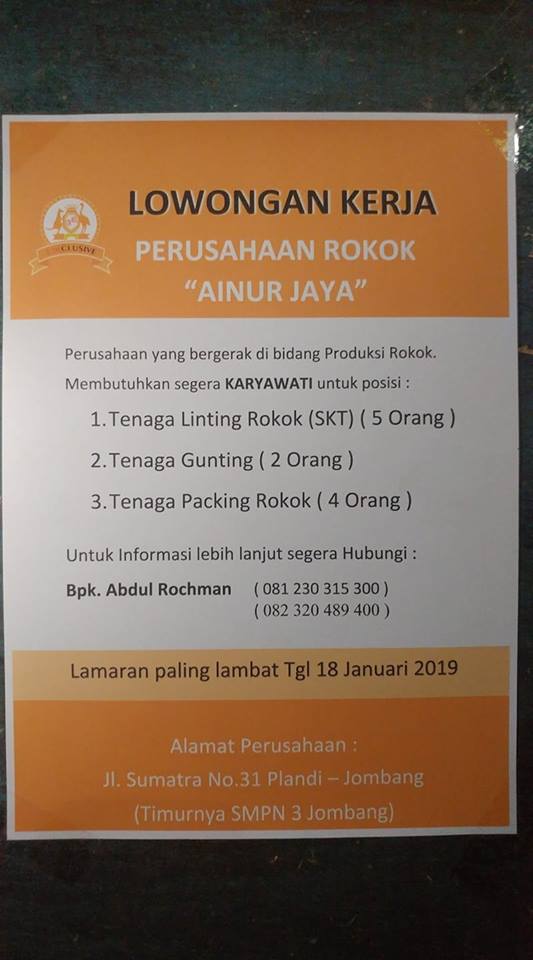 LOWONGAN KERJA
PERUSAHAAN ROKOK
“AINUR JAYA”
Perusahaan yang bergerak di bidang Produksi Rokok.
Membutuhkan segera KARYAWATI untuk posisi :
1.Tenaga Linting Rokok (SKT) ( 5 Orang )
2.Tenaga Gunting ( 2 Orang )
3.Tenaga Packing Rokok ( 4 Orang )
Untuk Informasi lebih lanjut segera Hubungi :
Bpk. Abdul Rochman ( 081 230 315 300 )
( 082 320 489 400 )
Lamaran paling lambat Tgl 18 Januari 2019
Alamat Perusahaan :
Jl. Sumatra No.31 Plandi – Jombang
(Timurnya SMPN 3 Jombang)